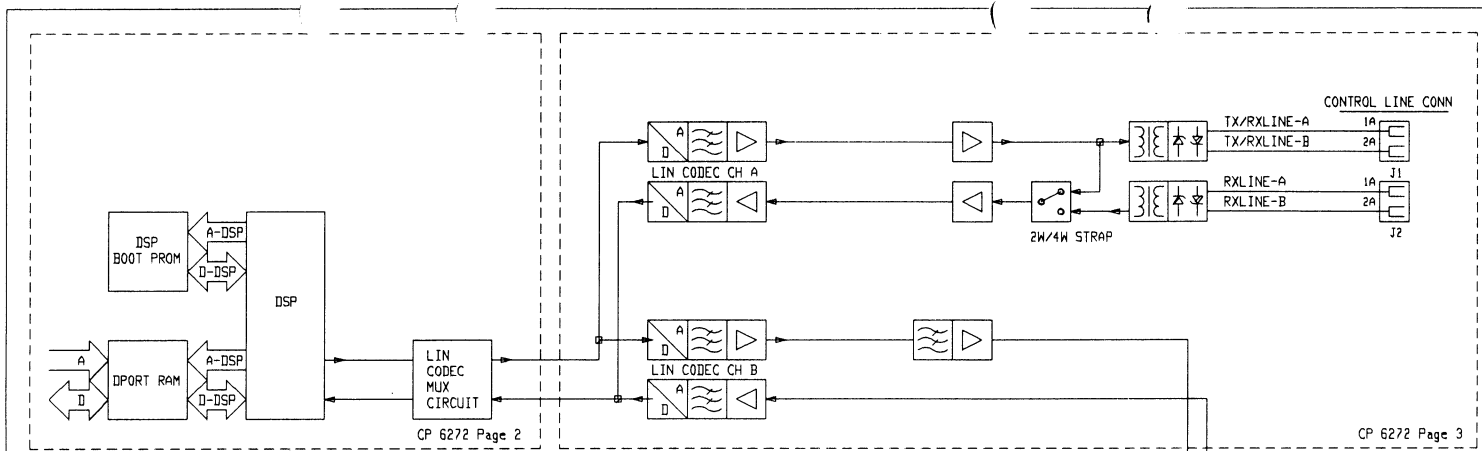 CONTROL LINE CONN
TX/RXLINE-A 1A
TX/RXLINE-B 2A
J1
A
D
LIN CODEC CH A
RXLINE-A 1A
RXLINE-B 2A
J2
A
D
2W/4W STRAP
DSP
BOOT PROM
A-DSP
D-DSP
DSP
A
D
LIN CODEC CH B
A
D
A
D
DPORT RAM
A-DSP
D-DSP
LIN
CODEC
MUX
CIRCUIT
CP 6272 Page 2
CP 6272 Page 3